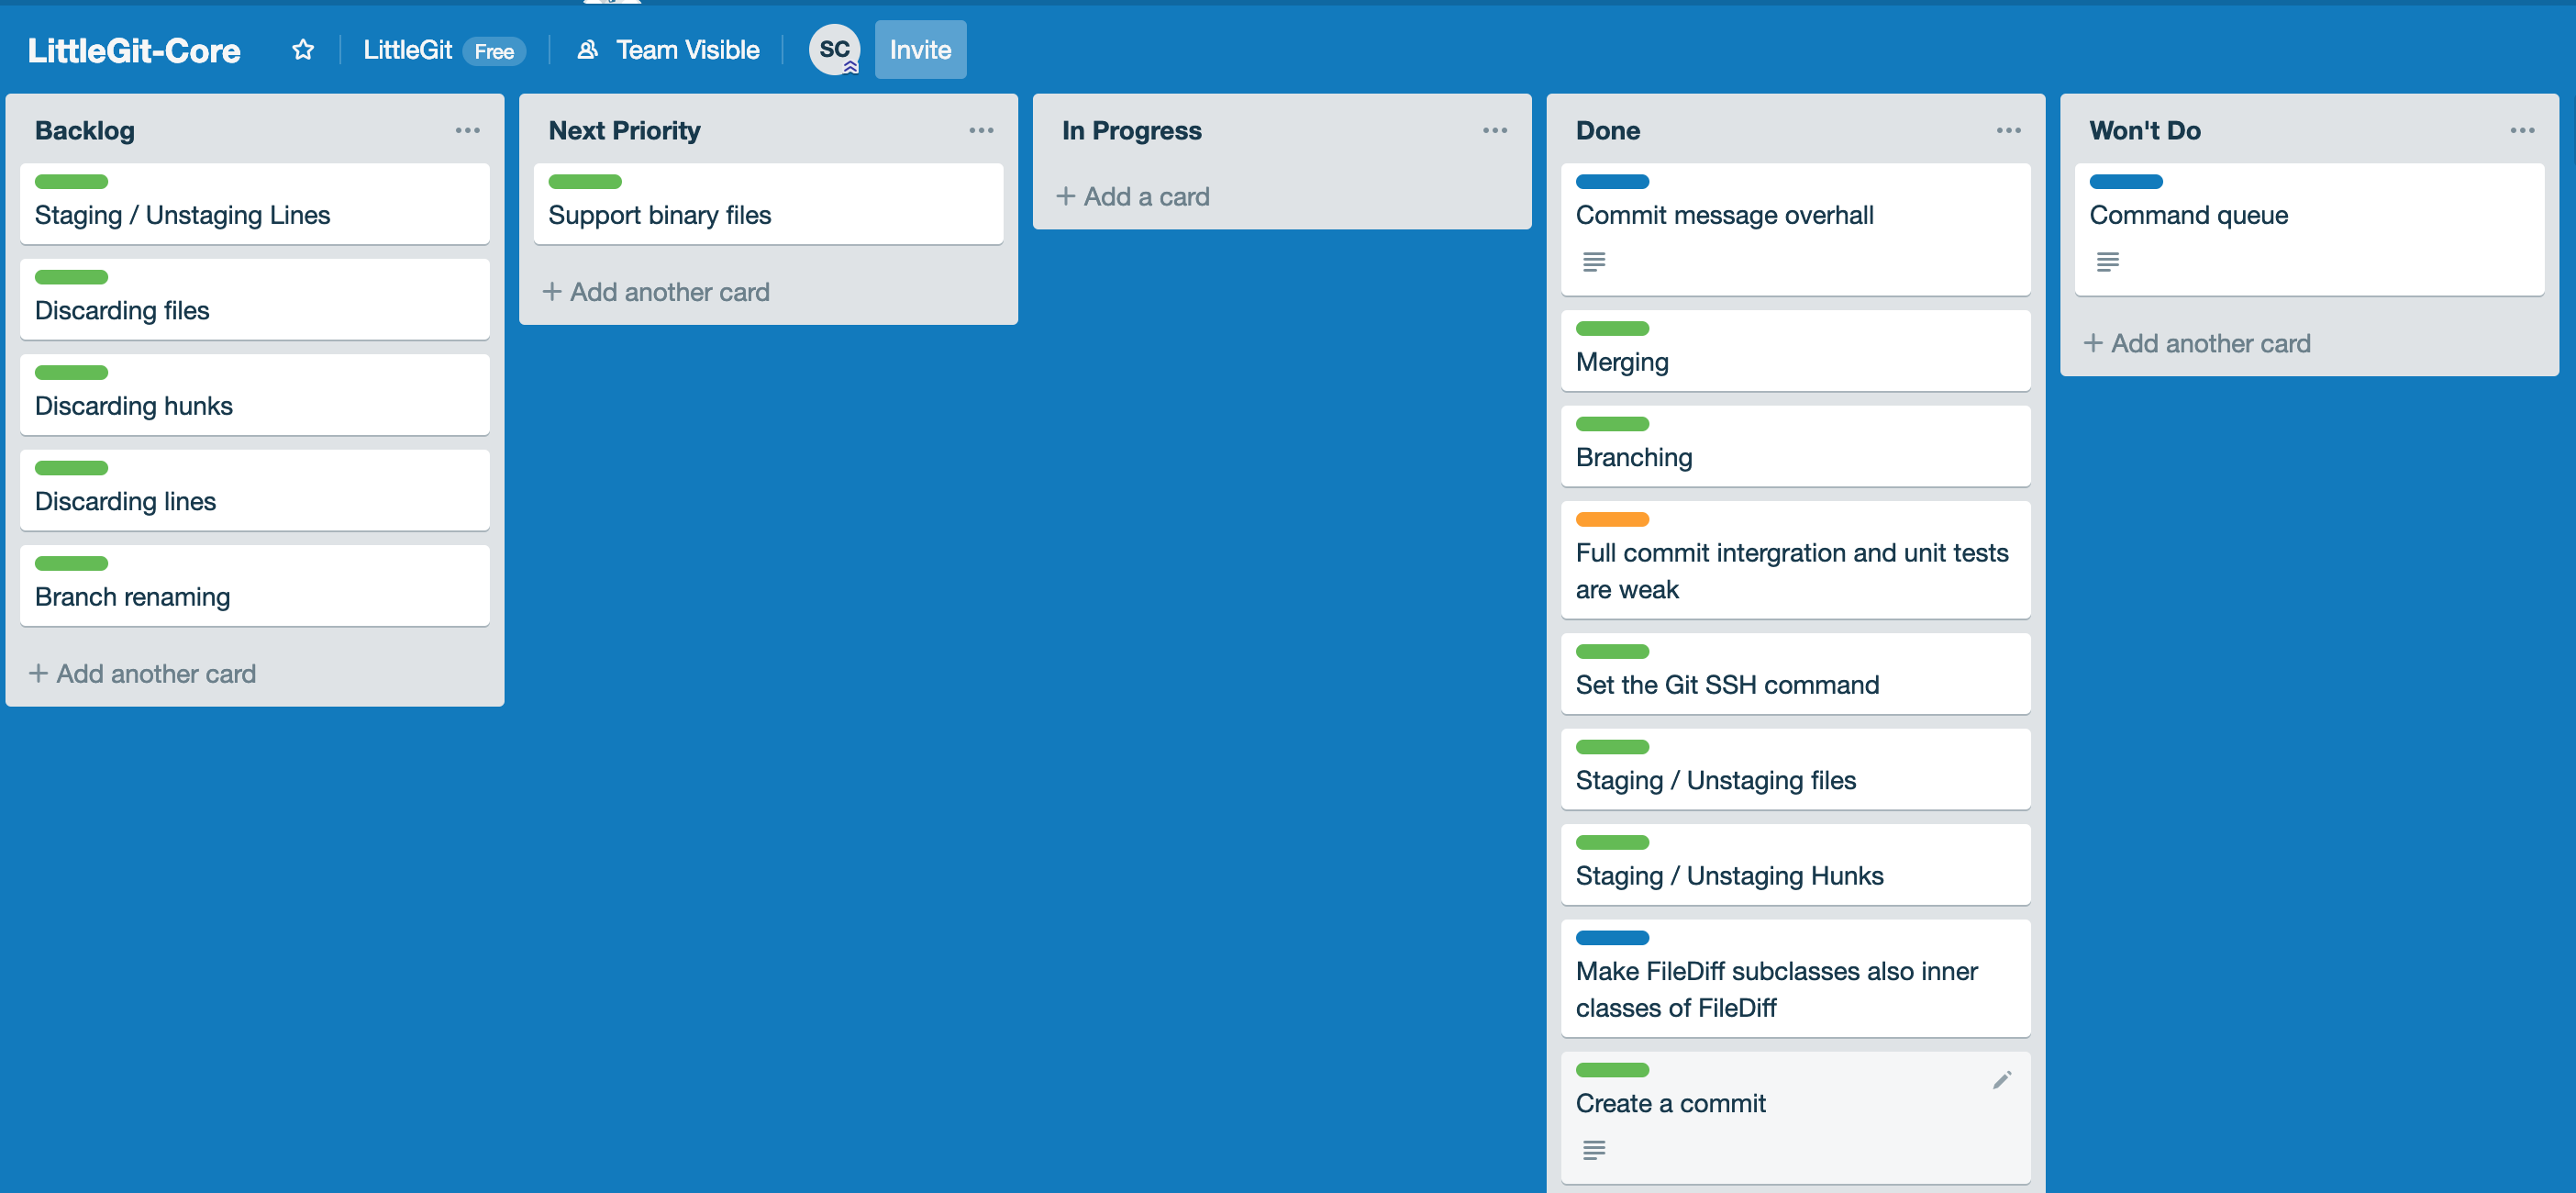 LittleGit-Core
LittleGit Free
Team Visible
SC
Invite
Backlog
Staging / Unstaging Lines
Discarding files
Discarding hunks
Discarding lines
Branch renaming
+ Add another card
Next Priority
Support binary files
+ Add another card
In Progress
+ Add a card
Done
Commit message overhall
Merging
Branching
Full commit intergration and unit tests
are weak
Set the Git SSH command
Staging / Unstaging files
Staging / Unstaging Hunks
Make FileDiff subclasses also inner
classes of FileDiff
Create a commit
Won't Do
Command queue
+ Add another card